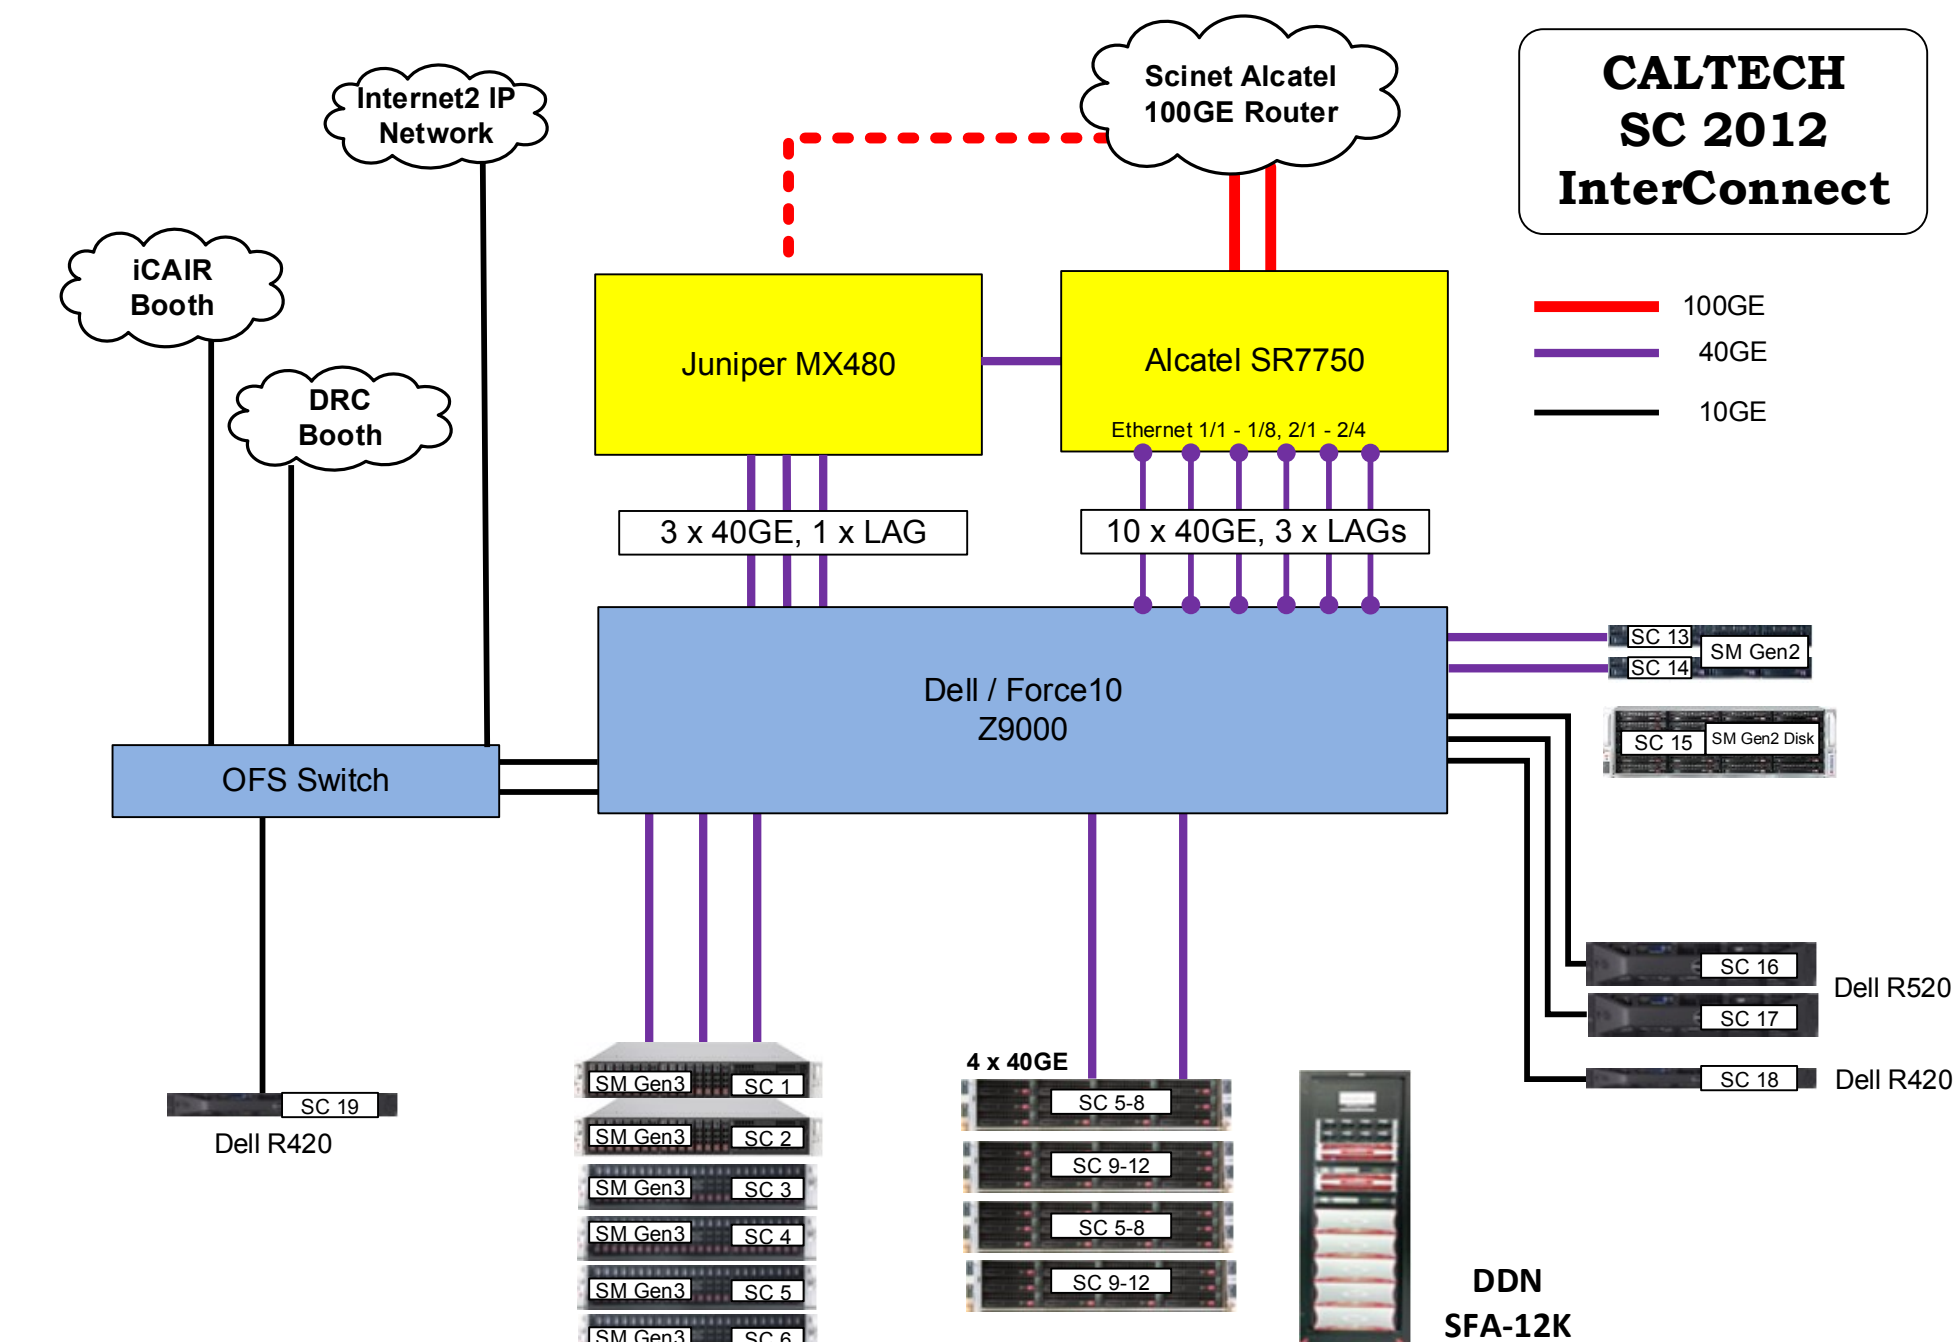 CALTECH
SC 2012
InterConnect
Scinet Alcatel
100GE Router
Internet2 IP
Network
iCAIR
Booth
DRC
Booth
100GE
40GE
10GE
Juniper MX480
Alcatel SR7750
Ethernet 1/1 - 1/8, 2/1 - 2/4
3 x 40GE, 1 x LAG
10 x 40GE, 3 x LAGs
Dell / Force10
Z9000
OFS Switch
SC 13
SC 14
SM Gen2
SC 15
SM Gen2 Disk
SC 16
SC 17
Dell R520
SC 18
Dell R420
SC 19
Dell R420
SM Gen3 SC 1
SM Gen3 SC 2
SM Gen3 SC 3
SM Gen3 SC 4
SM Gen3 SC 5
SM Gen3 SC 6
4 x 40GE
SC 5-8
SC 9-12
SC 5-8
SC 9-12
DDN
SFA-12K